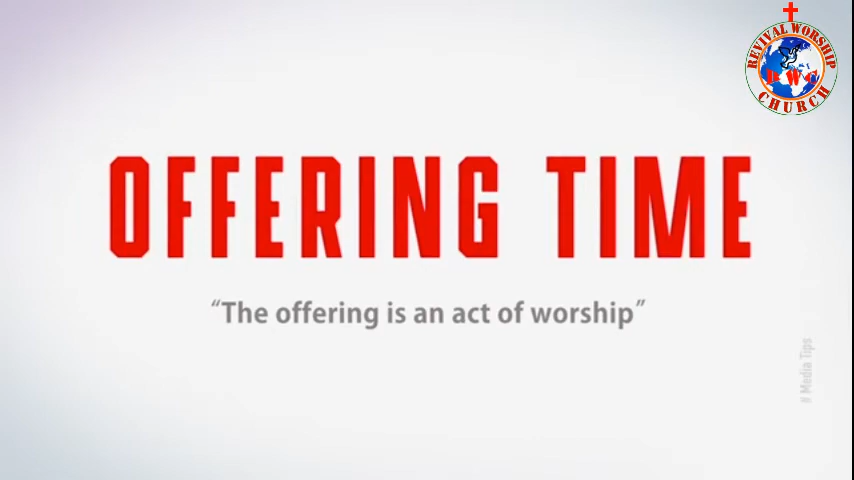 REVIVAL WORSHIP
RWC
CHURCH
OFFERING TIME
“The offering is an act of worship”
# Media Tips